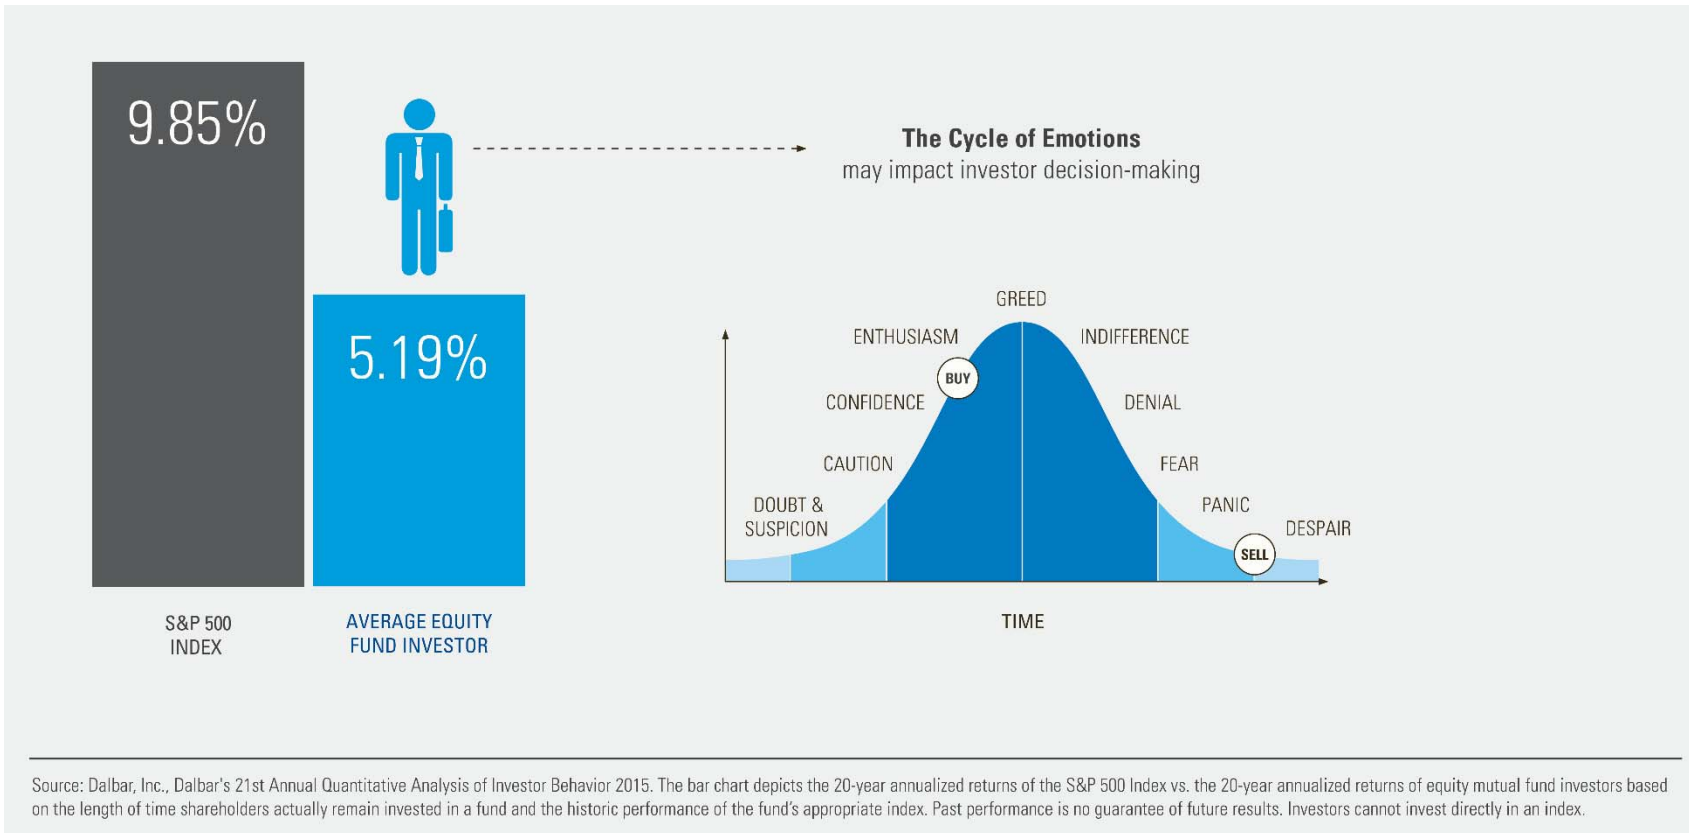 9.85%
5.19%
S&P 500
INDEX
AVERAGE EQUITY
FUND INVESTOR
The Cycle of Emotions
may impact investor decision-making
GREED
ENTHUSIASM
INDIFFERENCE
BUY
CONFIDENCE
DENIAL
CAUTION
FEAR
DOUBT &
SUSPICION
PANIC
DESPAIR
SELL
TIME
Source: Dalbar, Inc., Dalbar's 21st Annual Quantitative Analysis of Investor Behavior 2015. The bar chart depicts the 20-year annualized returns of the S&P 500 Index vs. the 20-year annualized returns of equity mutual fund investors based
on the length of time shareholders actually remain invested in a fund and the historic performance of the fund's appropriate index. Past performance is no guarantee of future results. Investors cannot invest directly in an index.